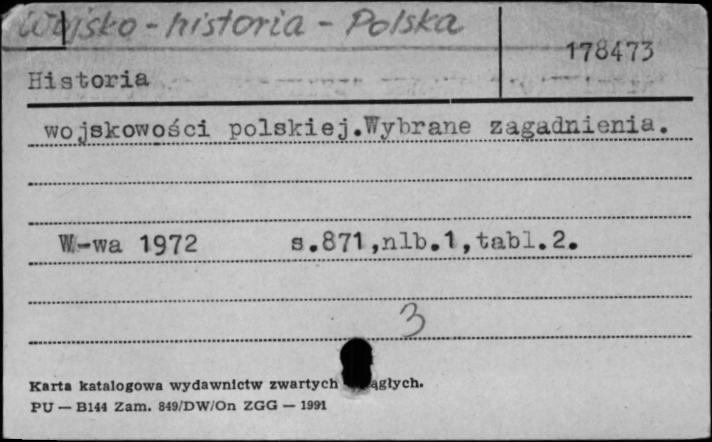 Wojsko - historia - Polska
178473
Historia
wojskowości polskiej.Wybrane zagadnienia.
W-wa 1972 s.871,nlb.1,tabl.2.
3
Karta katalogowa wydawnictw zwartych
PU — B144 Zam. 849/DW/On ZGG — 1991